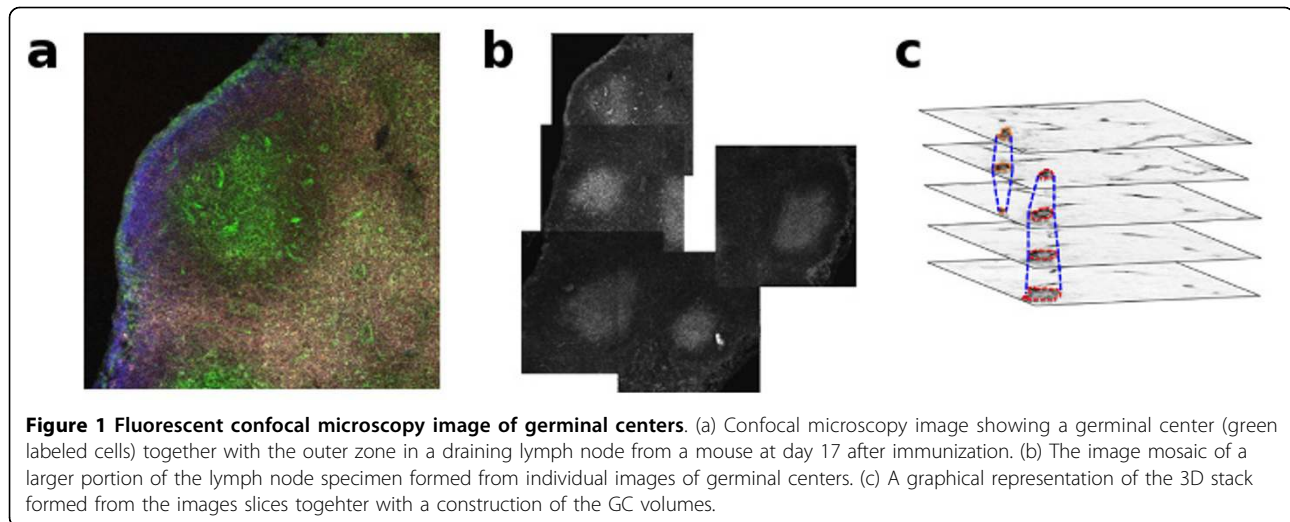 a b c
Figure 1 Fluorescent confocal microscopy image of germinal centers. (a) Confocal microscopy image showing a germinal center (green
labeled cells) together with the outer zone in a draining lymph node from a mouse at day 17 after immunization. (b) The image mosaic of a
larger portion of the lymph node specimen formed from individual images of germinal centers. (c) A graphical representation of the 3D stack
formed from the images slices togehter with a construction of the GC volumes.